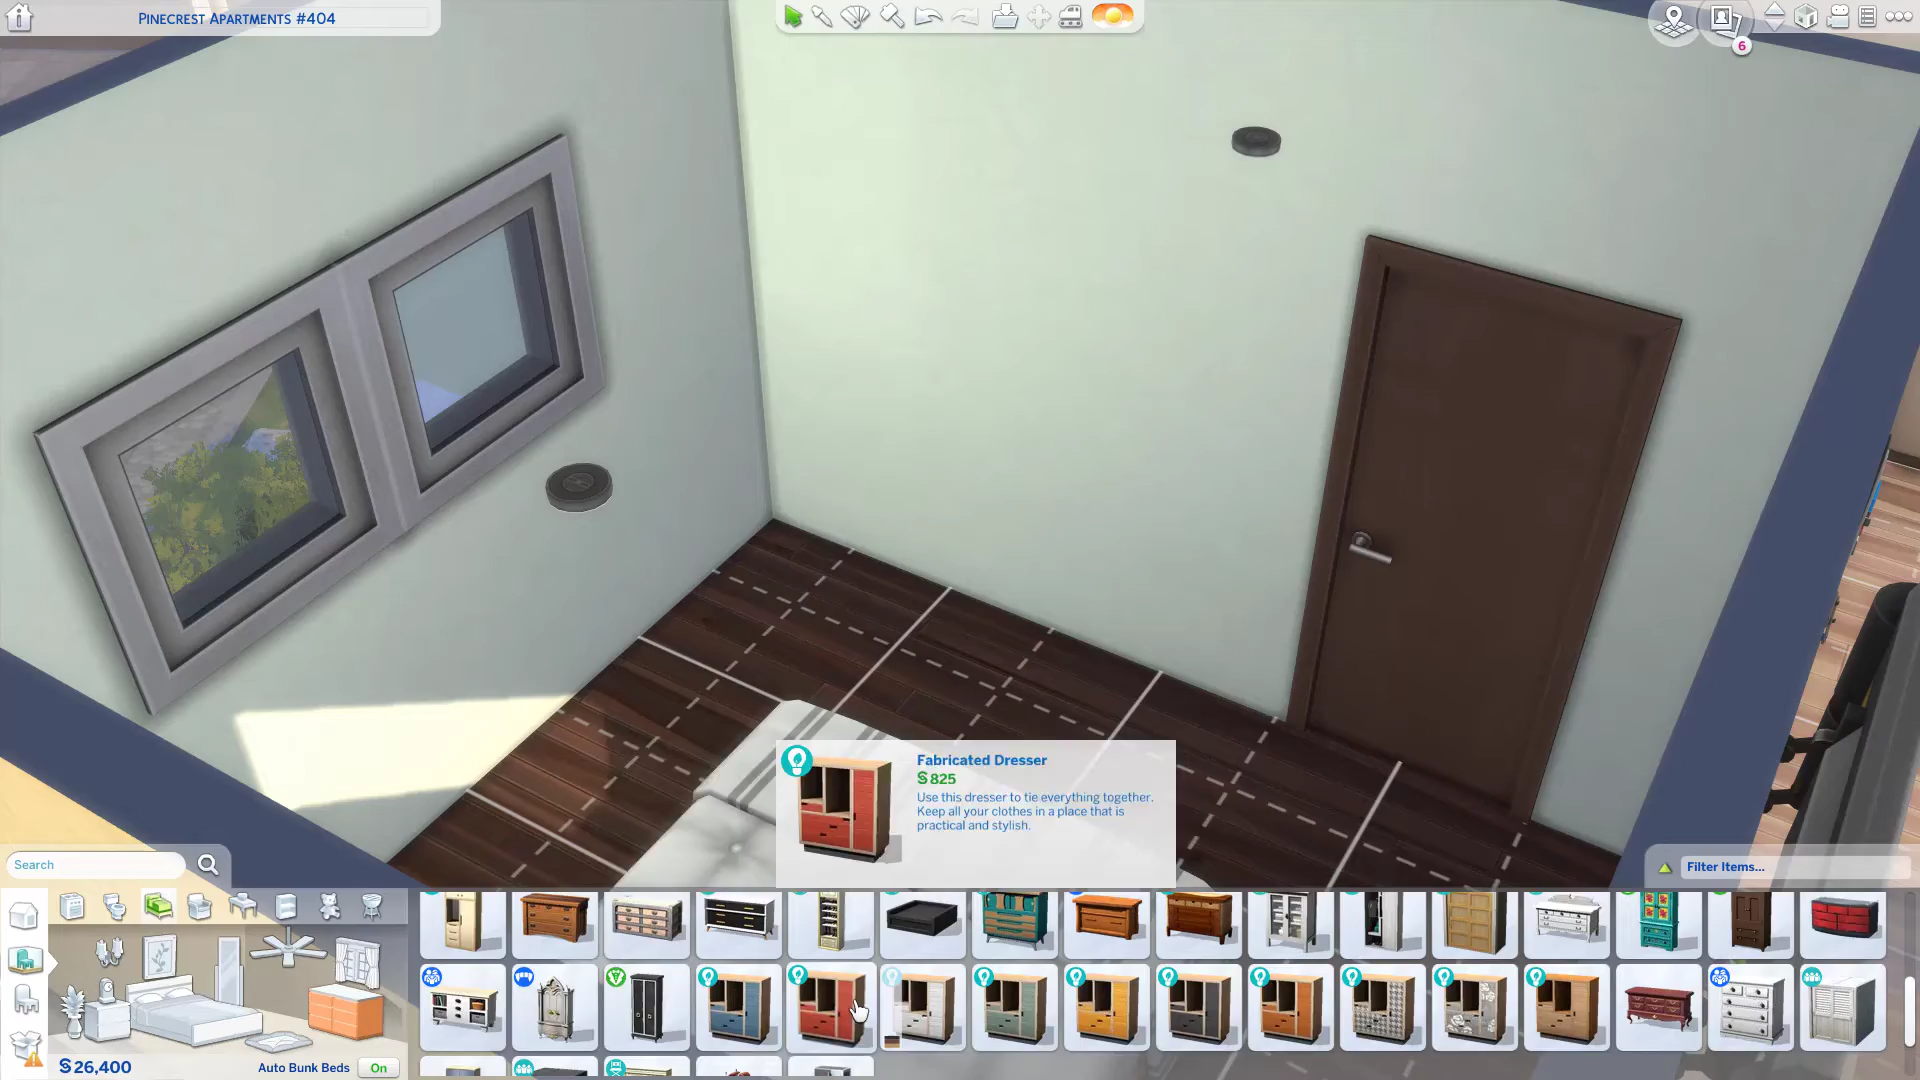 Pinecrest Apartments #404
6
Fabricated Dresser
§825
Use this dresser to tie everything together.
Keep all your clothes in a place that is
practical and stylish.
Search
Filter Items...
§26,400
Auto Bunk Beds
On